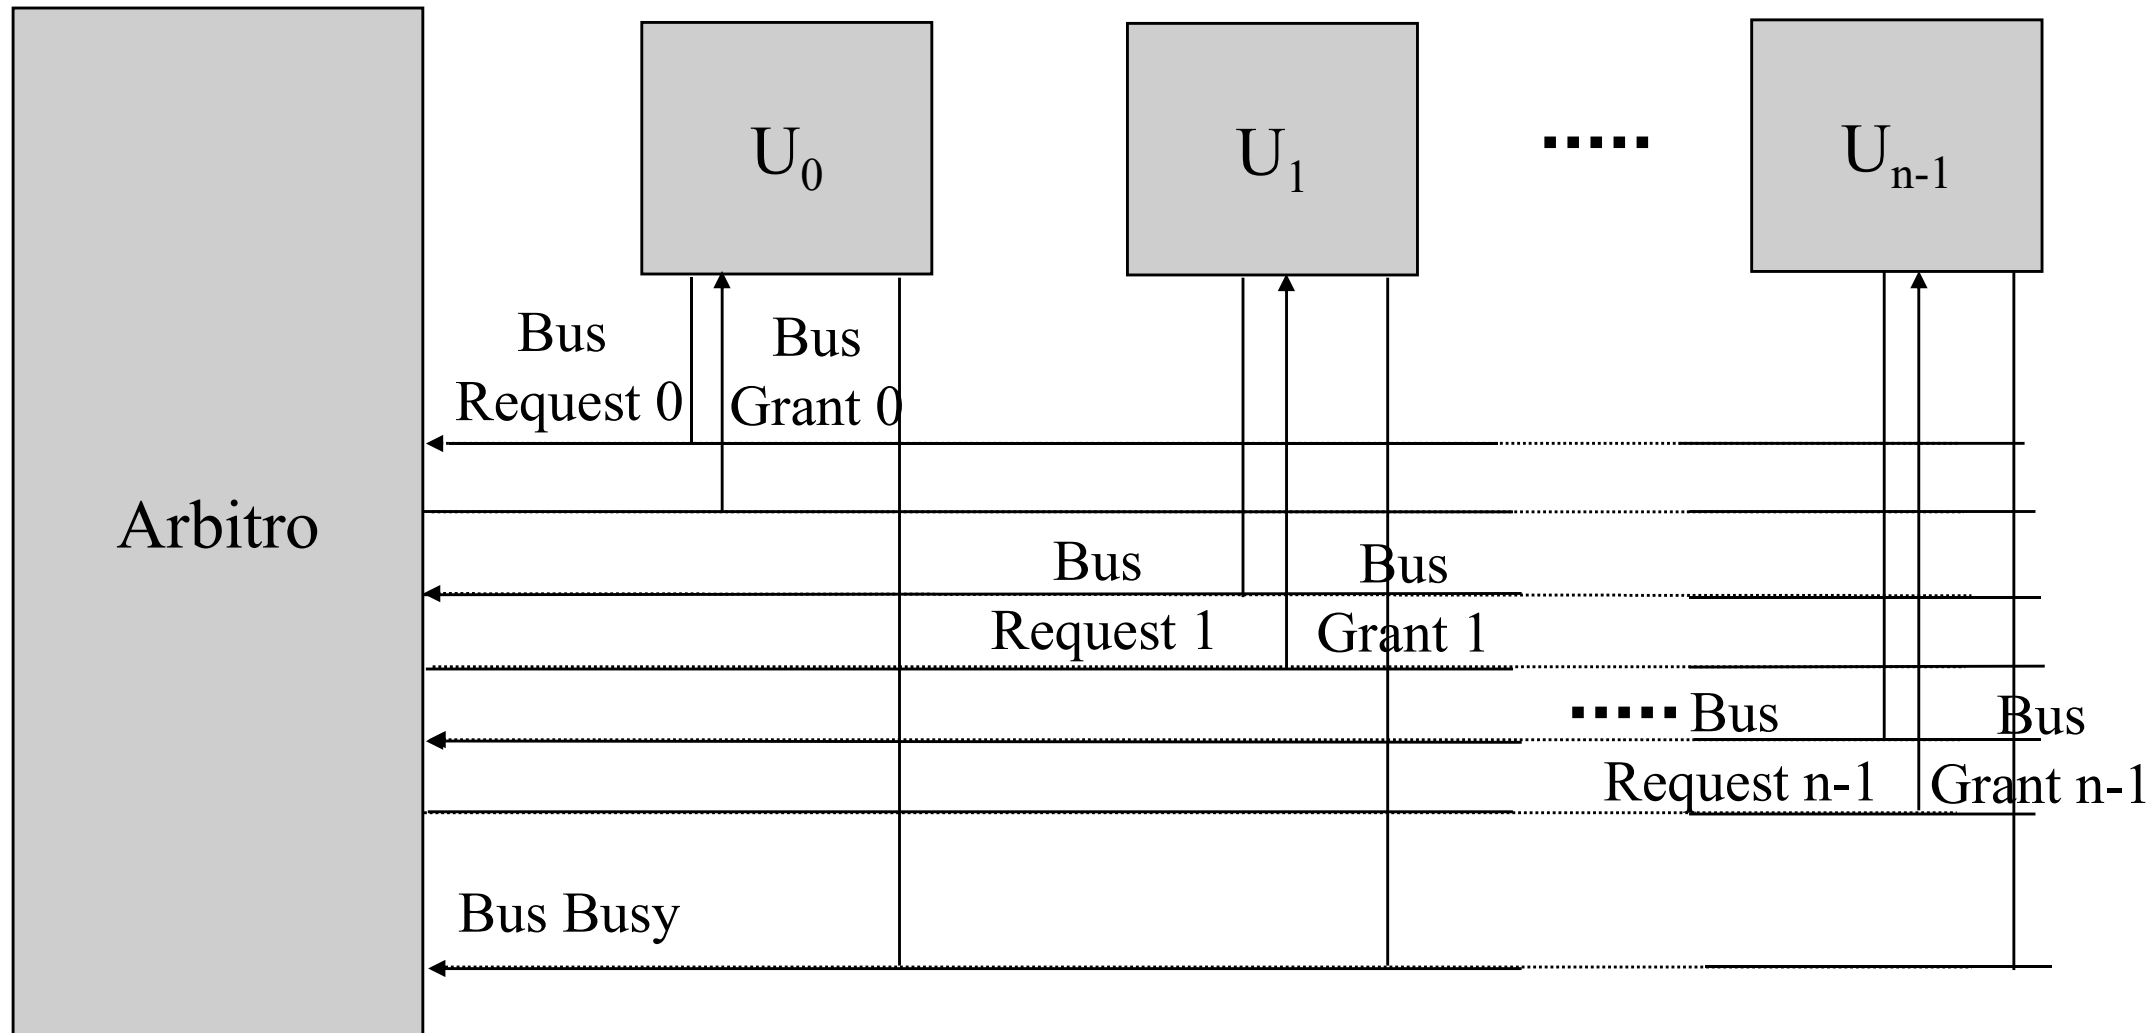 U0
U1
Un-1
Bus
Request 0
Bus
Grant 0
Arbitro
Bus
Request 1
Bus
Grant 1
Bus
Request n-1
Bus
Grant n-1
Bus Busy